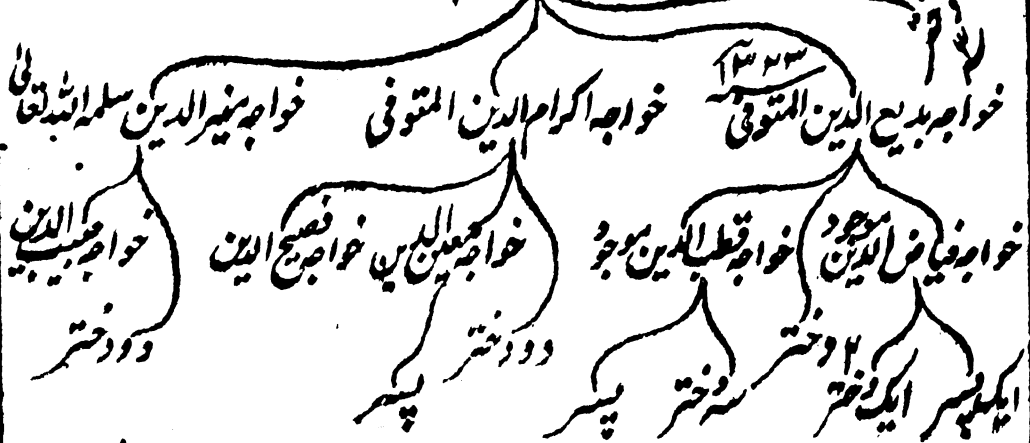 خواجہ بدیع الدین المتوفی ۱۳۲۳ خواجہ اکرام الدین المتوفی خواجہ منیر الدین سلمہ اللہ تعالیٰ
خواجہ فیاض الدین موجود خواجہ قطب الدین موجود خواجہ معین الدین خواجہ فصیح الدین خواجہ حبیب الدین
۲ دختر دو دختر دو دختر
ایک پسر ایک دختر سہ دختر پسر پسر